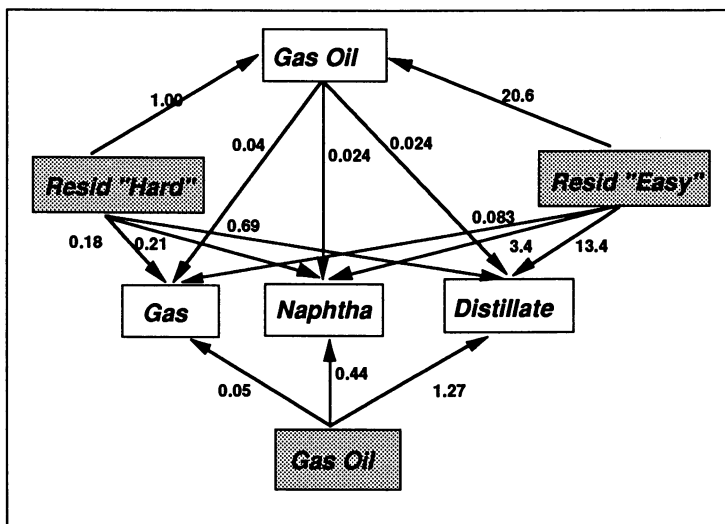 Gas Oil
1.00
20.6
0.04
0.024
0.024
Resid "Hard"
Resid "Easy"
0.18
0.21
0.69
0.083
3.4
13.4
Gas
Naphtha
Distillate
0.05
0.44
1.27
Gas Oil